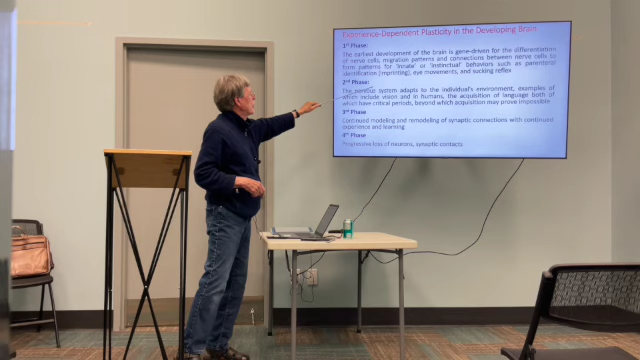 Experience-Dependent Plasticity in the Developing Brain
1st Phase:
The earliest development of the brain is gene-driven for the differentiation
of nerve cells, migration patterns and connections between nerve cells to
form patterns for 'innate' or 'instinctual' behaviors such as parental
identification (imprinting), eye movements, and sucking reflex
2nd Phase:
The nervous system adapts to the individual's environment, examples of
which include vision and in humans, the acquisition of language both of
which have critical periods, beyond which acquisition may prove impossible
3rd Phase
Continued modeling and remodeling of synaptic connections with continued
experience and learning
4th Phase
Progressive loss of neurons, synaptic contacts